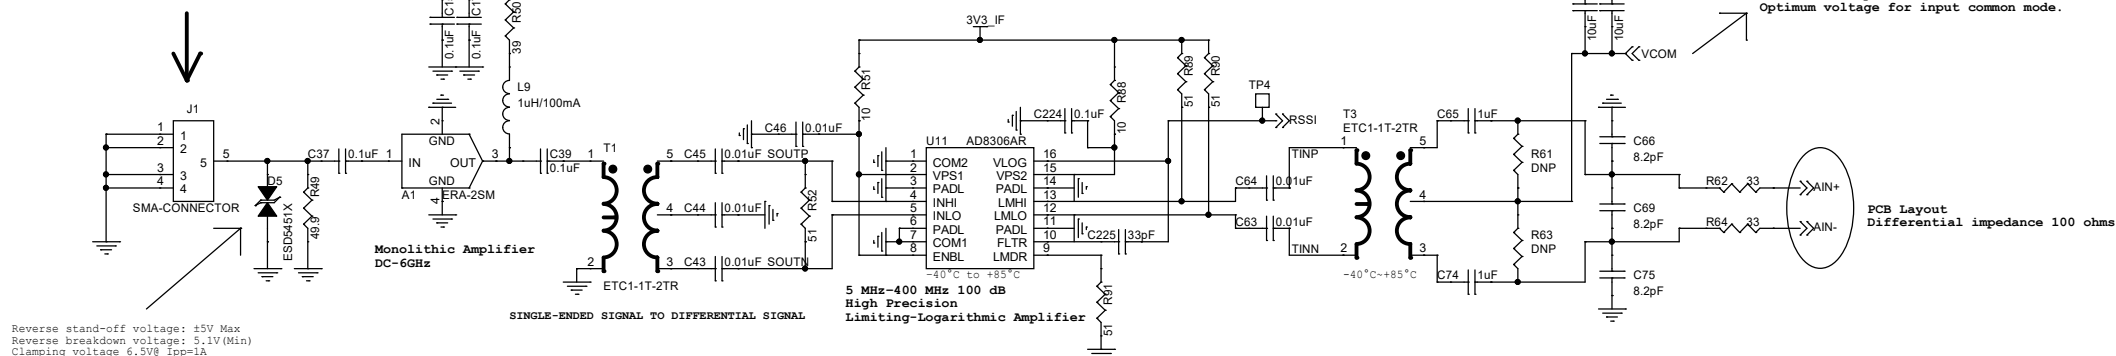 C1
0.1uF
C1
0.1uF
R50
39
L9
1uH/100mA
J1
1
2
3
4
1
2
3
4
5
5
SMA-CONNECTOR
D5
ESD5451X
R49
49.9
C37
0.1uF
1
IN
GND
2
OUT
3
GND
4
A1
ERA-2SM
Monolithic Amplifier
DC-6GHz
C39
0.1uF
T1
1
2
5
4
3
ETC1-1T-2TR
C45
0.01uF
SOUTP
C44
0.01uF
C43
0.01uF
SOUTN
R52
51
SINGLE-ENDED SIGNAL TO DIFFERENTIAL SIGNAL
3V3_IF
R51
10
C46
0.01uF
U11
AD8306AR
1
COM2
VLOG
16
2
VPS1
VPS2
15
3
PADL
PADL
14
4
INHI
LMHI
13
5
INLO
LMLO
12
6
PADL
PADL
11
7
COM1
FLTR
10
8
ENBL
LMDR
9
-40°C to +85°C
5 MHz-400 MHz 100 dB
High Precision
Limiting-Logarithmic Amplifier
C224
0.1uF
R88
10
R89
51
R90
51
C225
33pF
R91
51
TP4
RSSI
C64
0.01uF
C63
0.01uF
TINP
TINN
T3
ETC1-1T-2TR
1
2
5
4
3
-40°C~+85°C
C65
1uF
C74
1uF
R61
DNP
R63
DNP
10uF
10uF
VCOM
Optimum voltage for input common mode.
C66
8.2pF
C69
8.2pF
C75
8.2pF
R62
33
AIN+
R64
33
AIN-
PCB Layout
Differential impedance 100 ohms
Reverse stand-off voltage: ±5V Max
Reverse breakdown voltage: 5.1V(Min)
Clamping voltage 6.5V@ Ipp=1A